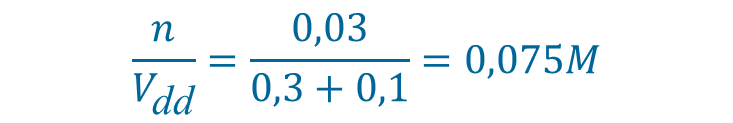 n/V_dd = 0,03/(0,3 + 0,1) = 0,075M